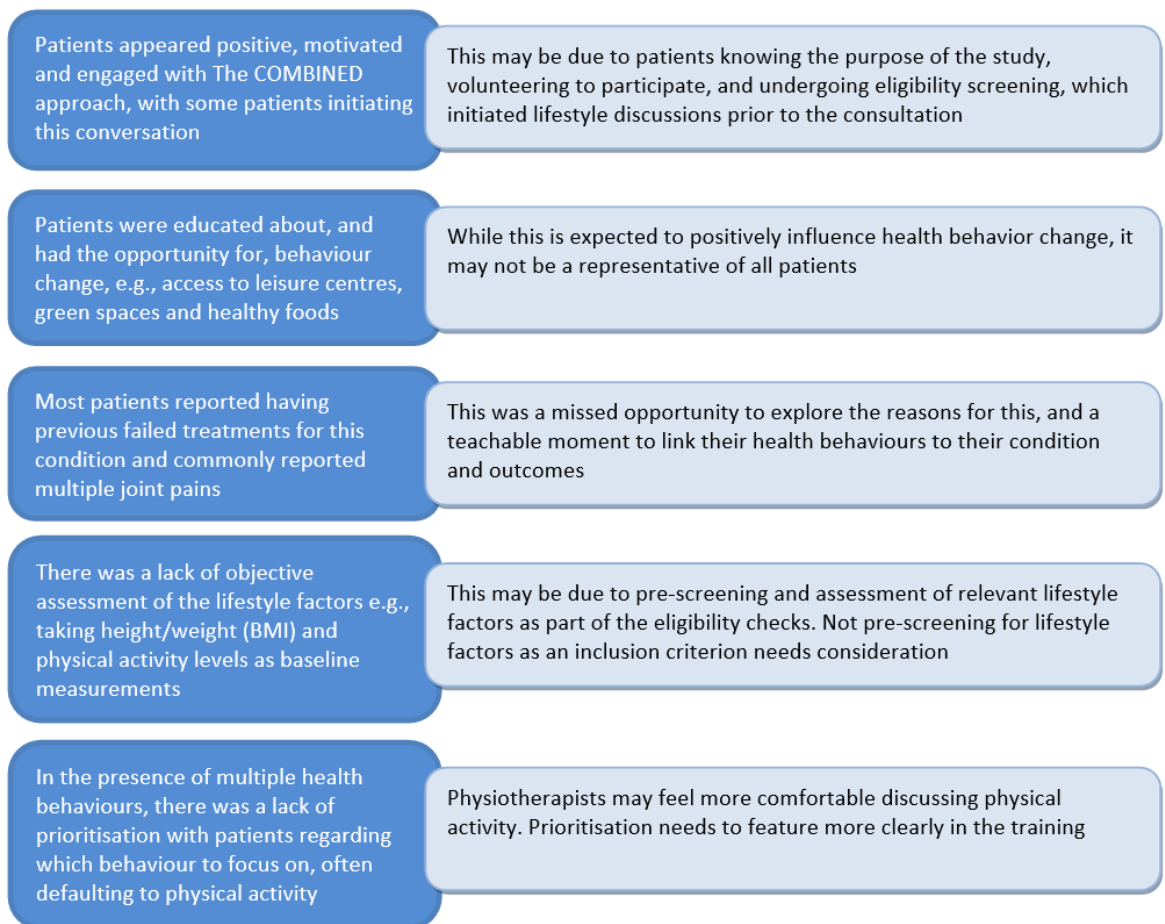 Patients appeared positive, motivated
and engaged with The COMBINED
approach, with some patients initiating
this conversation
This may be due to patients knowing the purpose of the study,
volunteering to participate, and undergoing eligibility screening, which
initiated lifestyle discussions prior to the consultation
Patients were educated about, and
had the opportunity for, behaviour
change, e.g., access to leisure centres,
green spaces and healthy foods
While this is expected to positively influence health behavior change, it
may not be a representative of all patients
Most patients reported having
previous failed treatments for this
condition and commonly reported
multiple joint pains
This was a missed opportunity to explore the reasons for this, and a
teachable moment to link their health behaviours to their condition
and outcomes
There was a lack of objective
assessment of the lifestyle factors e.g.,
taking height/weight (BMI) and
physical activity levels as baseline
measurements
This may be due to pre-screening and assessment of relevant lifestyle
factors as part of the eligibility checks. Not pre-screening for lifestyle
factors as an inclusion criterion needs consideration
In the presence of multiple health
behaviours, there was a lack of
prioritisation with patients regarding
which behaviour to focus on, often
defaulting to physical activity
Physiotherapists may feel more comfortable discussing physical
activity. Prioritisation needs to feature more clearly in the training